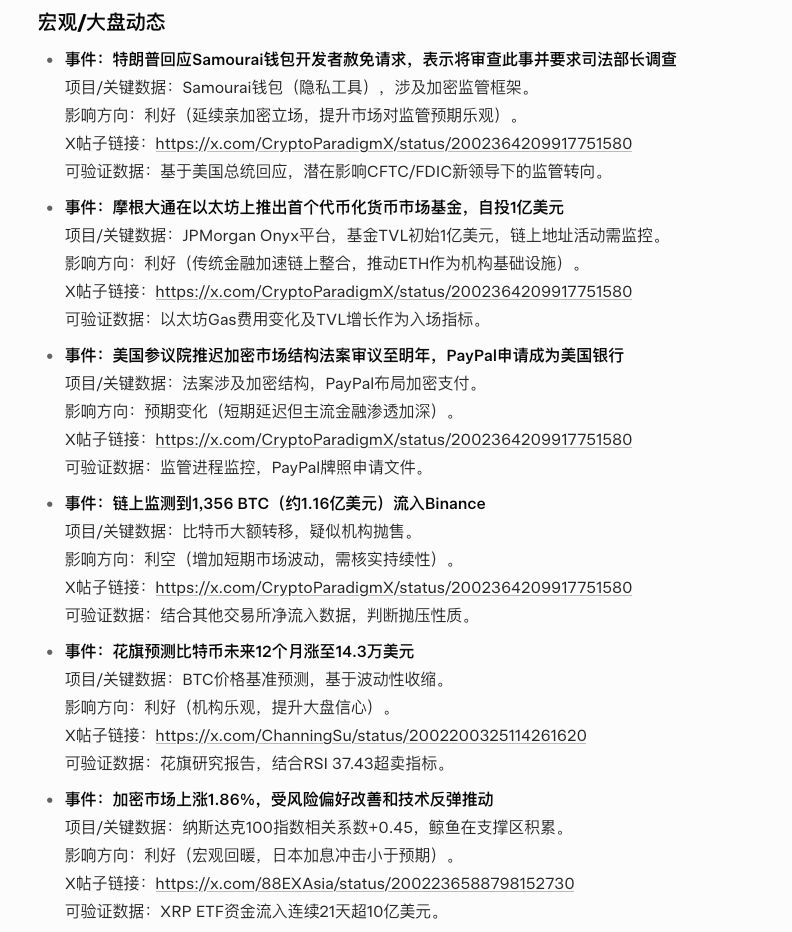 宏观/大盘动态
事件：特朗普回应Samourai钱包开发者赦免请求，表示将审查此事并要求司法部长调查
项目/关键数据：Samourai钱包（隐私工具），涉及加密监管框架。
影响方向：利好（延续亲加密立场，提升市场对监管预期乐观）。
X帖子链接：https://x.com/CryptoParadigmX/status/2002364209917751580
可验证数据：基于美国总统回应，潜在影响CFTC/FDIC新领导下的监管转向。
事件：摩根大通在以太坊上推出首个代币化货币市场基金，自投1亿美元
项目/关键数据：JPMorgan Onyx平台，基金TVL初始1亿美元，链上地址活动需监控。
影响方向：利好（传统金融加速链上整合，推动ETH作为机构基础设施）。
X帖子链接：https://x.com/CryptoParadigmX/status/2002364209917751580
可验证数据：以太坊Gas费用变化及TVL增长作为入场指标。
事件：美国参议院推迟加密市场结构法案审议至明年，PayPal申请成为美国银行
项目/关键数据：法案涉及加密结构，PayPal布局加密支付。
影响方向：预期变化（短期延迟但主流金融渗透加深）。
X帖子链接：https://x.com/CryptoParadigmX/status/2002364209917751580
可验证数据：监管进程监控，PayPal牌照申请文件。
事件：链上监测到1,356 BTC（约1.16亿美元）流入Binance
项目/关键数据：比特币大额转移，疑似机构抛售。
影响方向：利空（增加短期市场波动，需核实持续性）。
X帖子链接：https://x.com/CryptoParadigmX/status/2002364209917751580
可验证数据：结合其他交易所净流入数据，判断抛压性质。
事件：花旗预测比特币未来12个月涨至14.3万美元
项目/关键数据：BTC价格基准预测，基于波动性收缩。
影响方向：利好（机构乐观，提升大盘信心）。
X帖子链接：https://x.com/ChanningSu/status/2002200325114261620
可验证数据：花旗研究报告，结合RSI 37.43超卖指标。
事件：加密市场上涨1.86%，受风险偏好改善和技术反弹推动
项目/关键数据：纳斯达克100指数相关系数+0.45，鲸鱼在支撑区积累。
影响方向：利好（宏观回暖，日本加息冲击小于预期）。
X帖子链接：https://x.com/88EXAsia/status/2002236588798152730
可验证数据：XRP ETF资金流入连续21天超10亿美元。